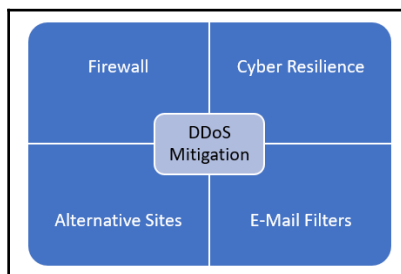 Firewall
Cyber Resilience
DDoS
Mitigation
Alternative Sites
E-Mail Filters